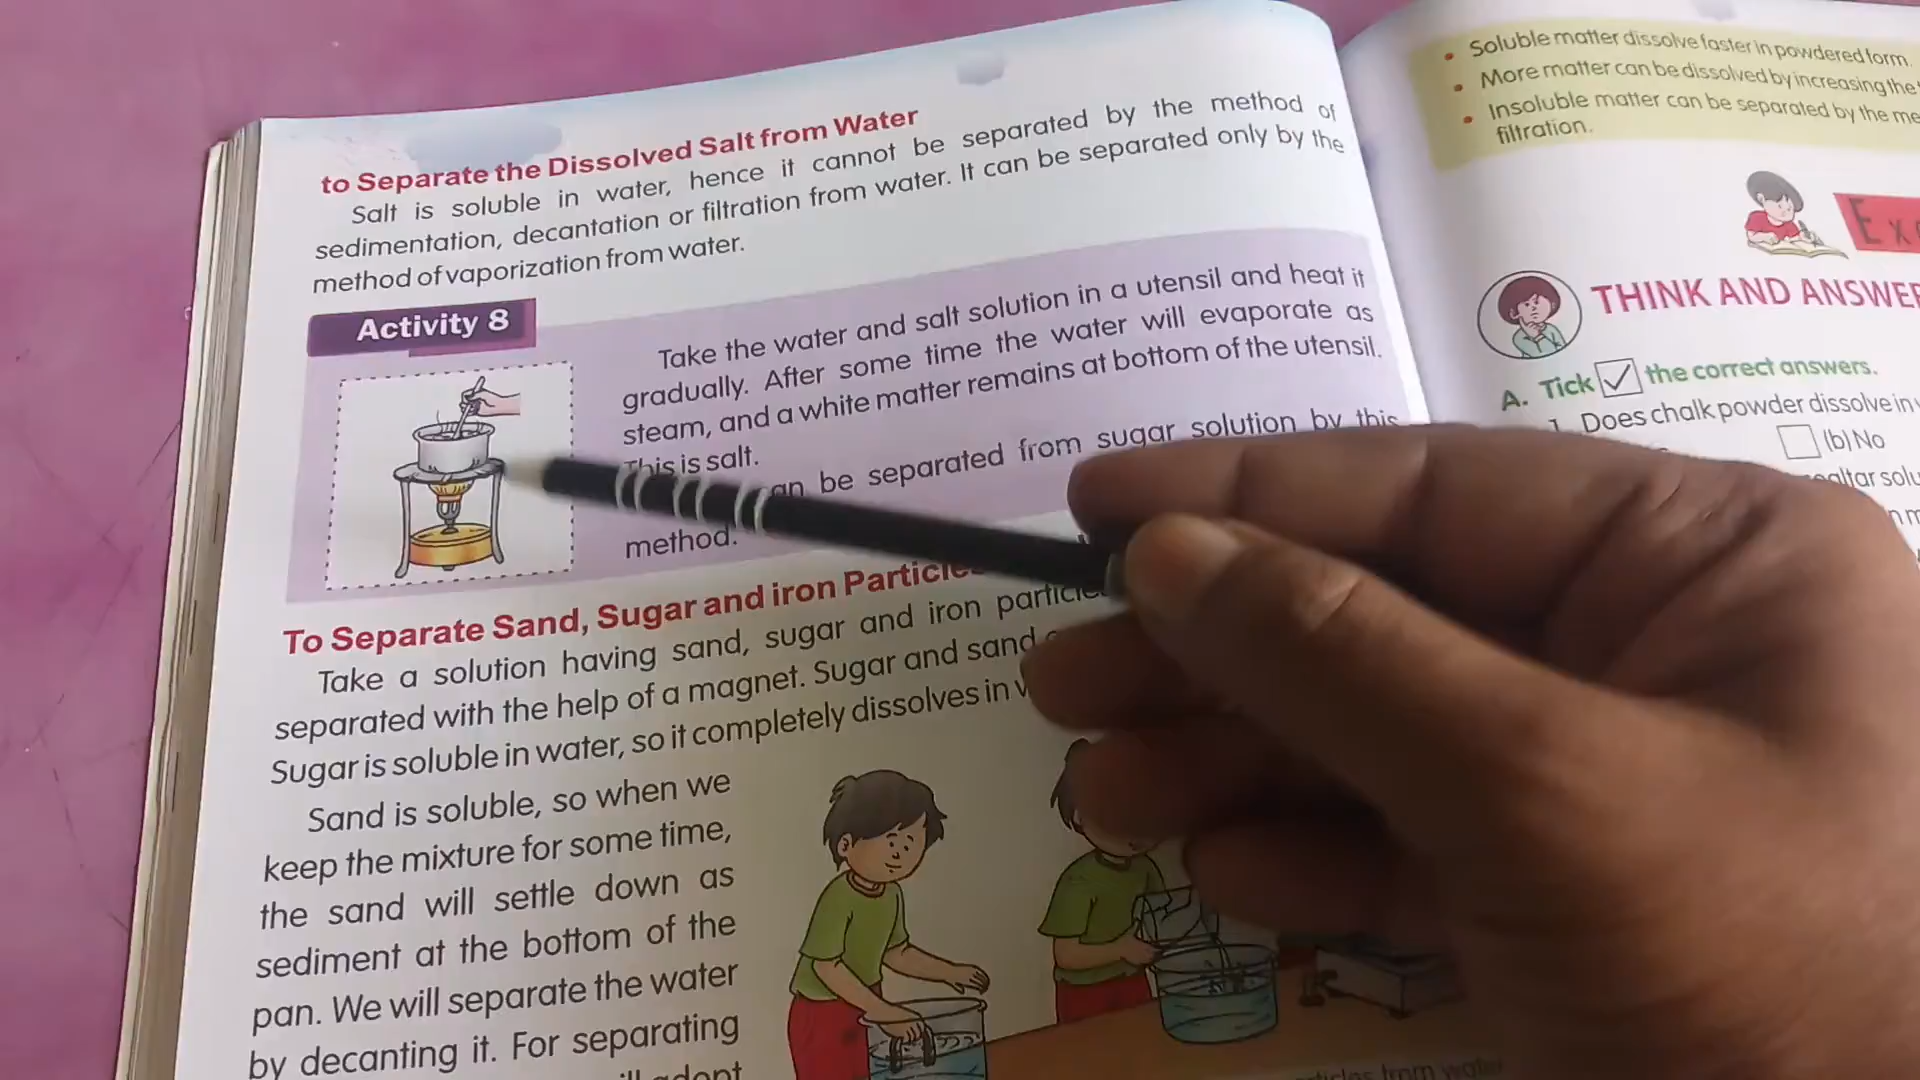 to Separate the Dissolved Salt from Water
Salt is soluble in water, hence it cannot be separated by the method of
sedimentation, decantation or filtration from water. It can be separated only by the
method of vaporization from water.
Activity 8
Take the water and salt solution in a utensil and heat it
gradually. After some time the water will evaporate as
steam, and a white matter remains at bottom of the utensil.
This is salt.
be separated from sugar solution by this
method.
To Separate Sand, Sugar and iron
Take a solution having sand, sugar and iron
separated with the help of a magnet. Sugar and sand
Sugar is soluble in water, so it completely dissolves in
Sand is soluble, so when we
keep the mixture for some time,
the sand will settle down as
sediment at the bottom of the
pan. We will separate the water
by decanting it. For separating
from water
• Soluble matter dissolve faster in powdered form.
• More matter can be dissolved by increasing the
• Insoluble matter can be separated by the
filtration.
THINK AND ANSWER
A. Tick ✓ the correct answers.
1. Does chalk powder dissolve in
(b) No